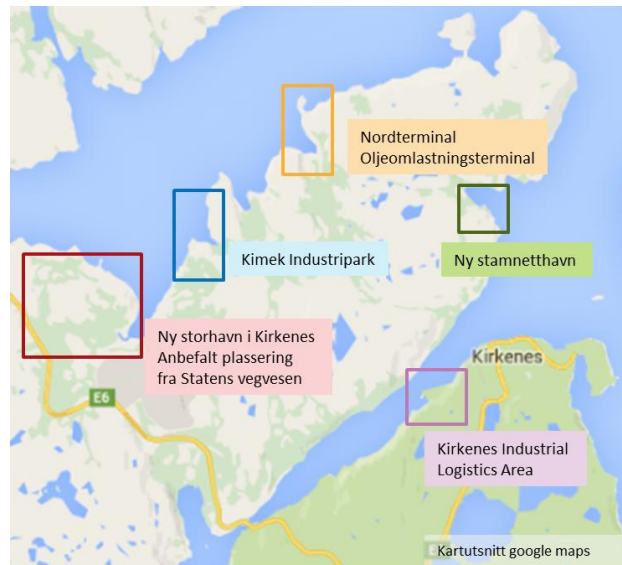 Nordterminal
Oljeomlastningsterminal
Kimek Industripark
Ny stamnetthavn
Ny storhavn i Kirkenes
Anbefalt plassering
fra Statens vegvesen
Kirkenes
E6
Kirkenes Industrial
Logistics Area
Kartutsnitt google maps